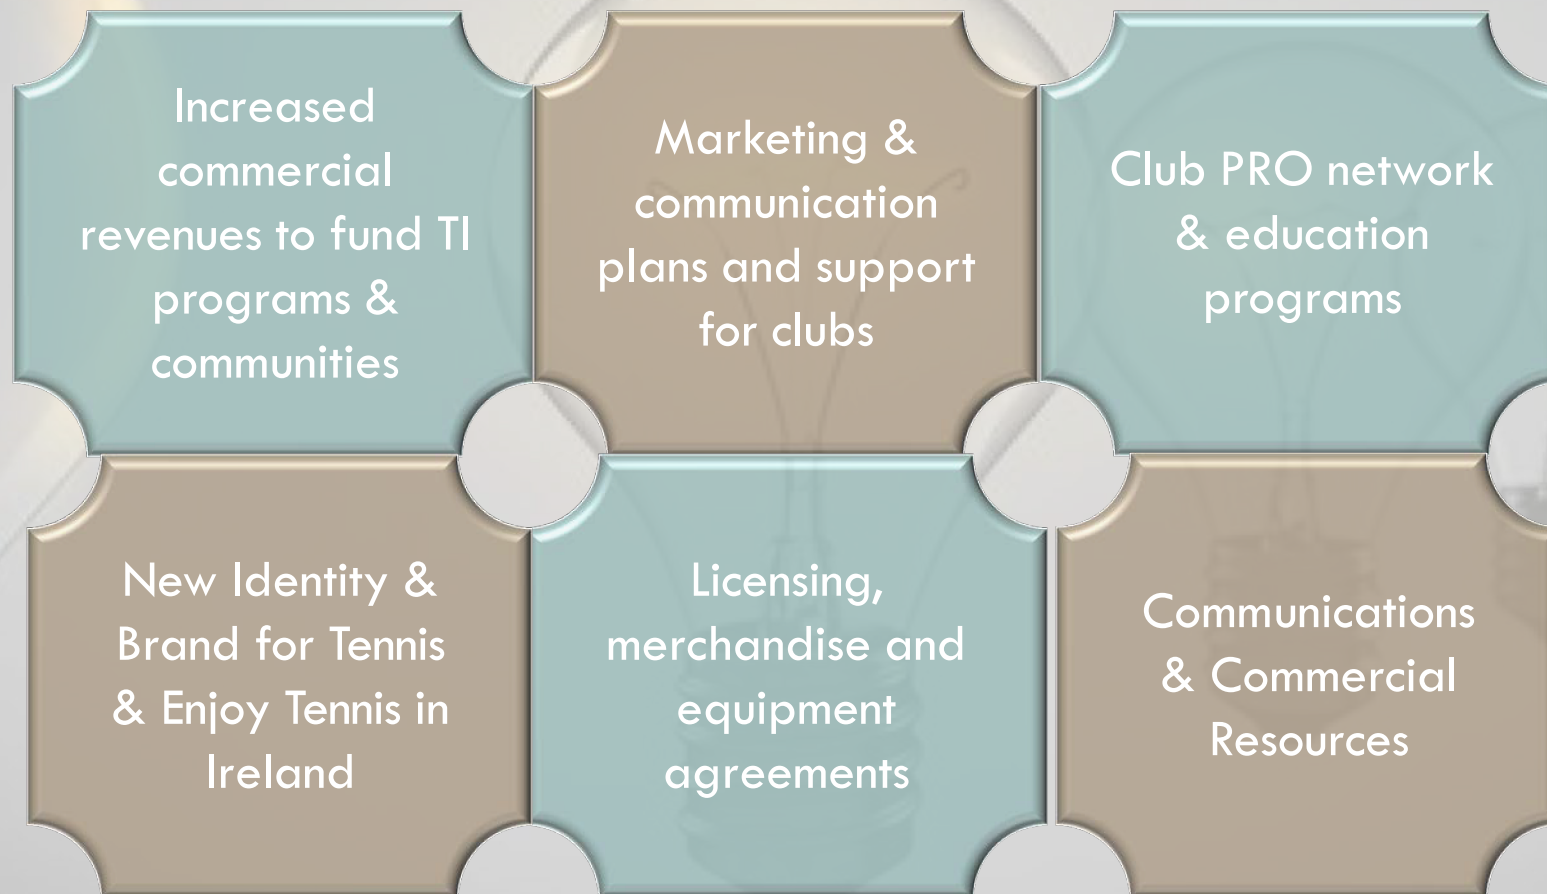 Increased
commercial
revenues to fund TI
programs &
communities
Marketing &
communication
plans and support
for clubs
Club PRO network
& education
programs
New Identity &
Brand for Tennis
& Enjoy Tennis in
Ireland
Licensing,
merchandise and
equipment
agreements
Communications
& Commercial
Resources